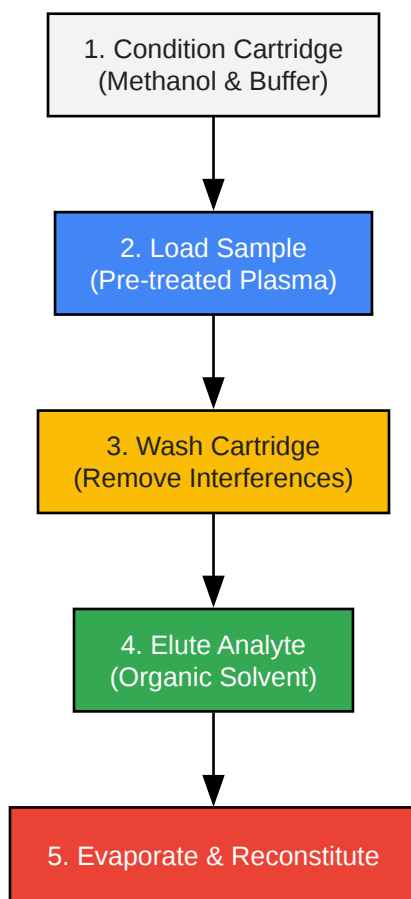 1. Condition Cartridge
(Methanol & Buffer)
2. Load Sample
(Pre-treated Plasma)
3. Wash Cartridge
(Remove Interferences)
4. Elute Analyte
(Organic Solvent)
5. Evaporate & Reconstitute